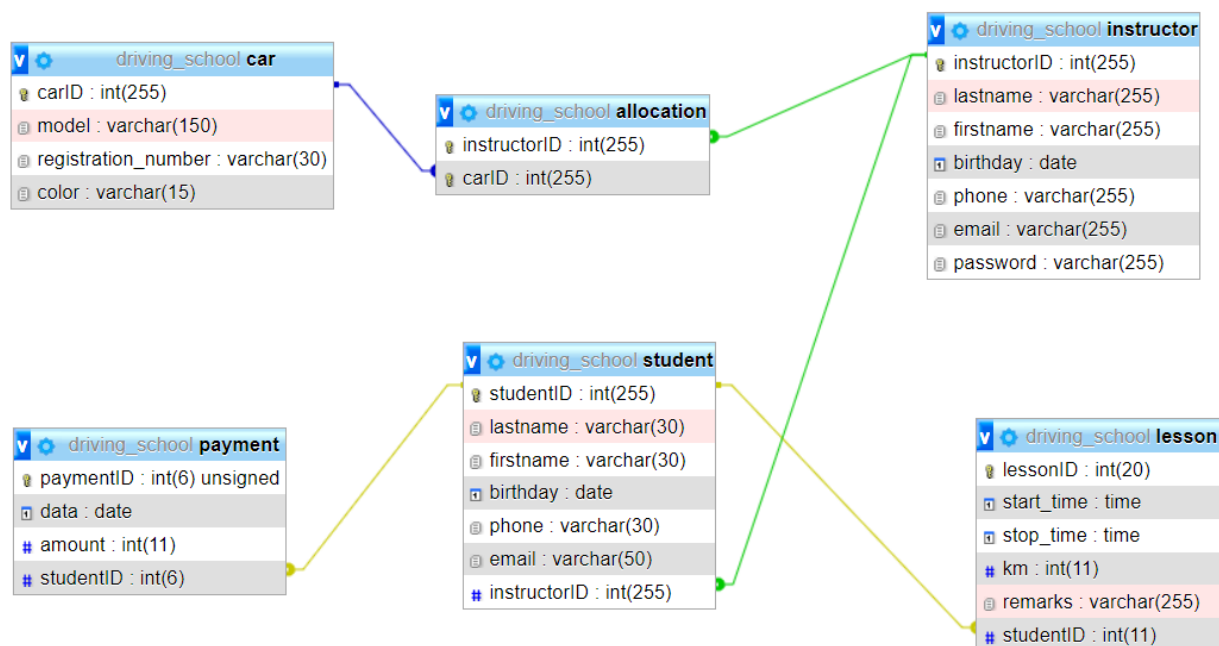 driving_school car
carID : int(255)
model : varchar(150)
registration_number : varchar(30)
color : varchar(15)
driving_school allocation
instructorID : int(255)
carID : int(255)
driving_school instructor
instructorID : int(255)
lastname : varchar(255)
firstname : varchar(255)
birthday : date
phone : varchar(255)
email : varchar(255)
password : varchar(255)
driving_school payment
paymentID : int(6) unsigned
data : date
amount : int(11)
studentID : int(6)
driving_school student
studentID : int(255)
lastname : varchar(30)
firstname : varchar(30)
birthday : date
phone : varchar(30)
email : varchar(50)
instructorID : int(255)
driving_school lesson
lessonID : int(20)
start_time : time
stop_time : time
km : int(11)
remarks : varchar(255)
studentID : int(11)